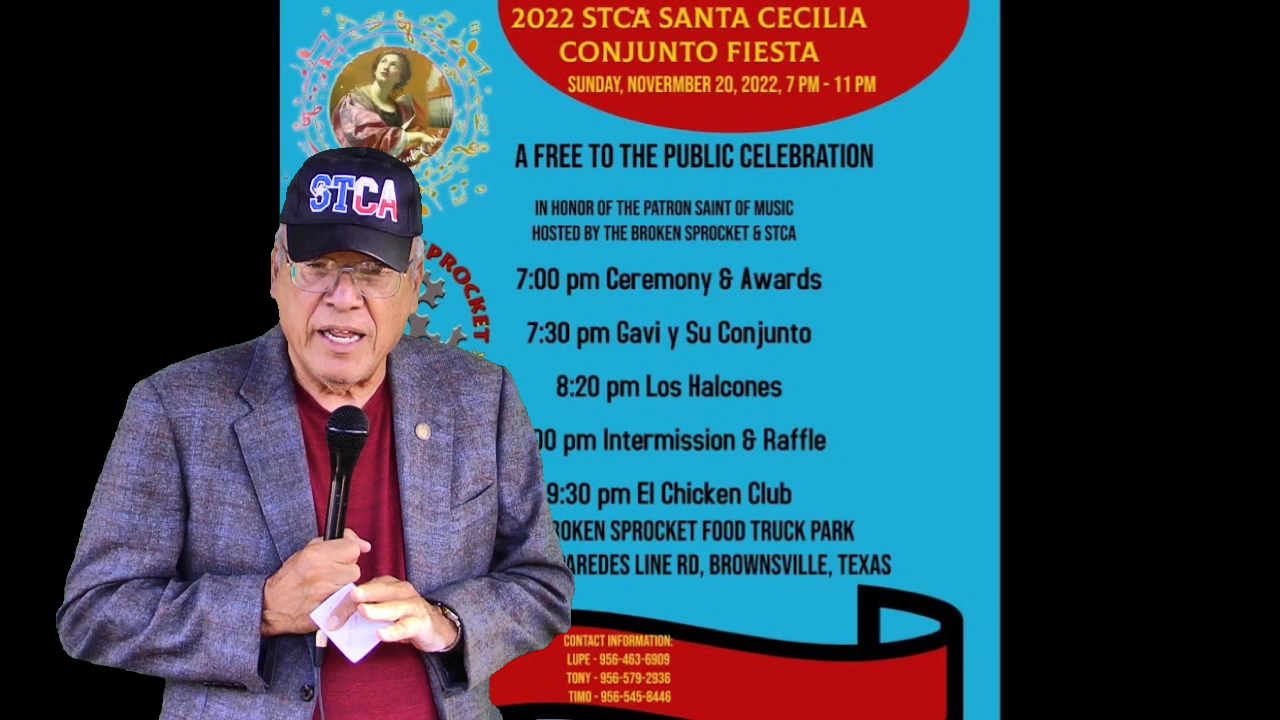 2022 STCA SANTA CECILIA
CONJUNTO FIESTA
SUNDAY, NOVERMBER 20, 2022, 7 PM - 11 PM
A FREE TO THE PUBLIC CELEBRATION
IN HONOR OF THE PATRON SAINT OF MUSIC
HOSTED BY THE BROKEN SPROCKET & STCA
STCA
PROCKET
7:00 pm Ceremony & Awards
7:30 pm Gavi y Su Conjunto
8:20 pm Los Halcones
00 pm Intermission & Raffle
9:30 pm El Chicken Club
ROKEN SPROCKET FOOD TRUCK PARK
AREDES LINE RD, BROWNSVILLE, TEXAS
CONTACT INFORMATION:
LUPE - 956-463-6909
TONY - 956-579-2936
TIMO - 956-545-8446